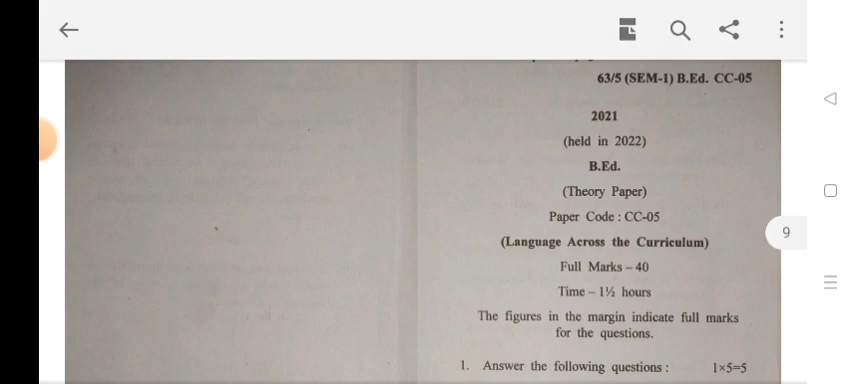 63/5 (SEM-1) B.Ed. CC-05
2021
(held in 2022)
B.Ed.
(Theory Paper)
Paper Code : CC-05
(Language Across the Curriculum)
9
Full Marks – 40
Time – 1½ hours
The figures in the margin indicate full marks
for the questions.
1. Answer the following questions : 1×5=5